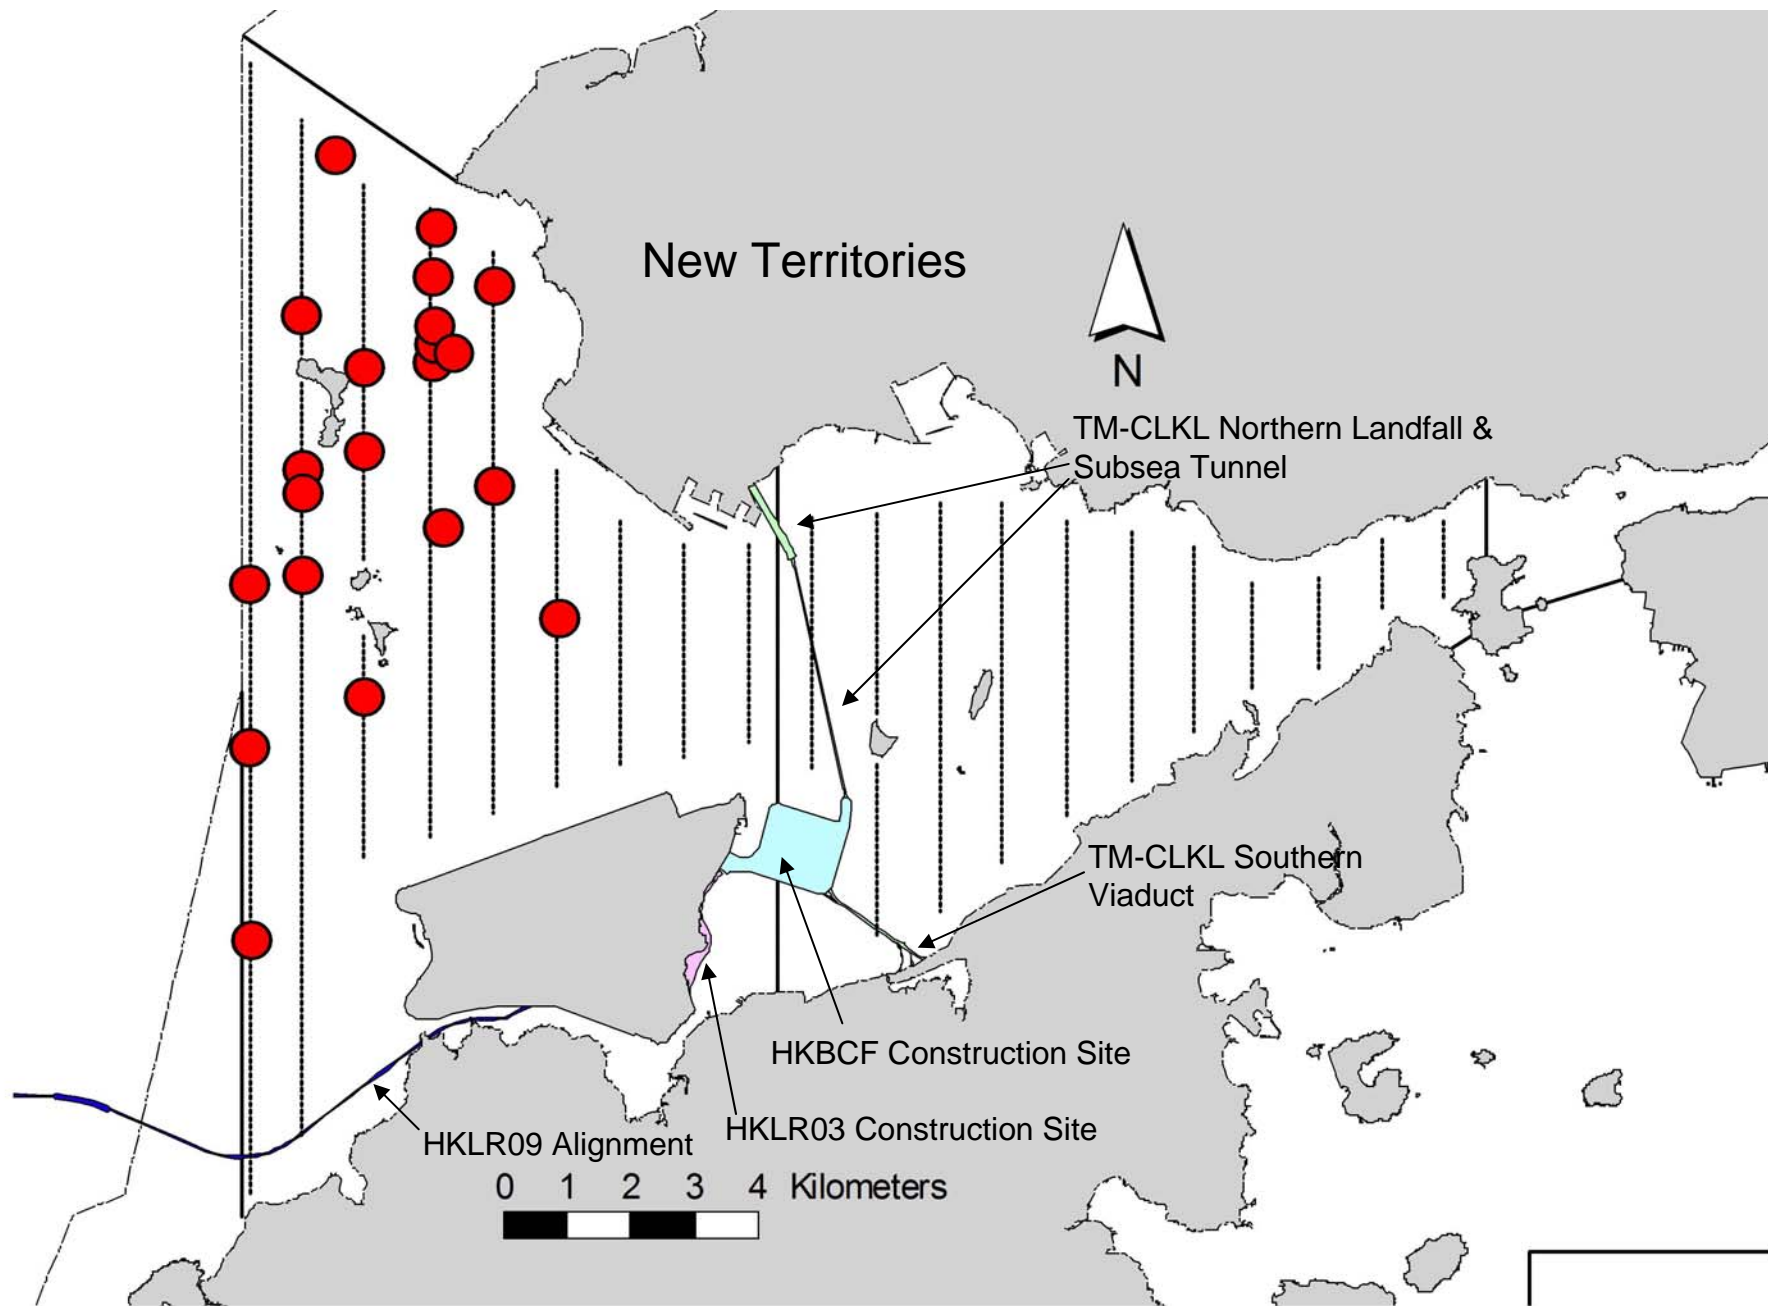 New Territories
N
TM-CLKL Northern Landfall &
Subsea Tunnel
TM-CLKL Southern
Viaduct
HKBCF Construction Site
HKLR03 Construction Site
HKLR09 Alignment
0 1 2 3 4 Kilometers